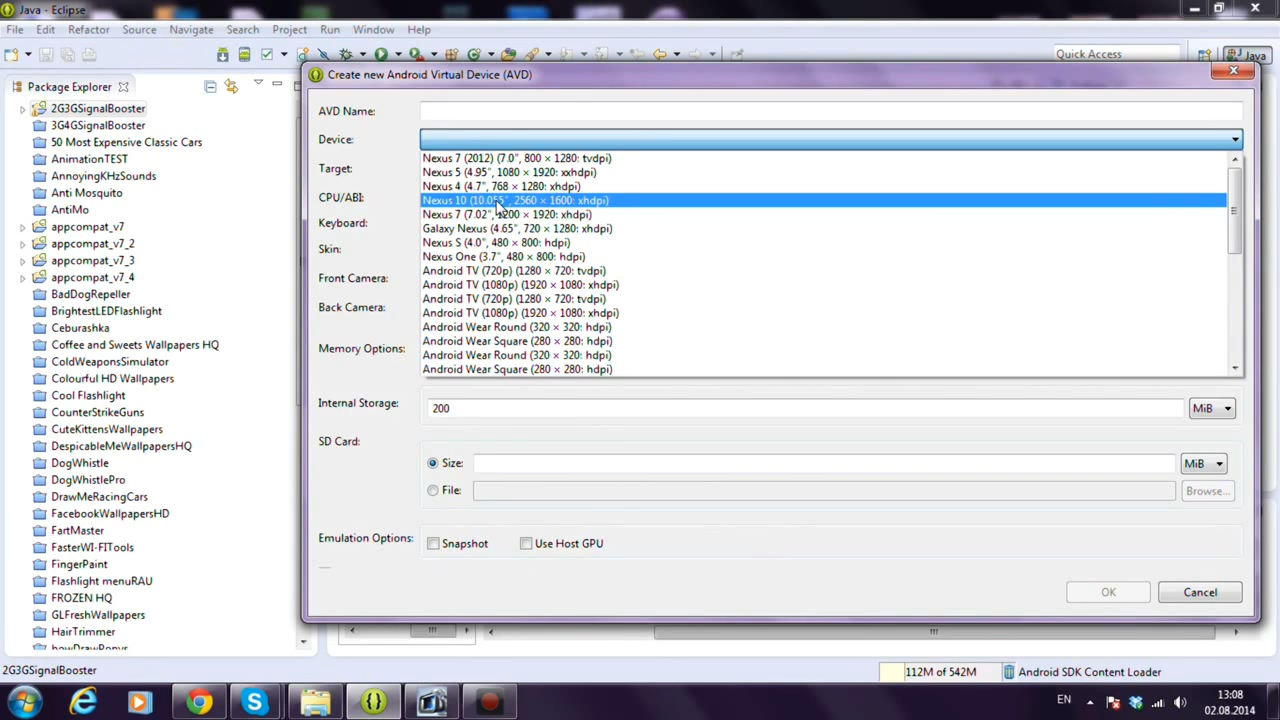 Java - Eclipse
File Edit Refactor Source Navigate Search Project Run Window Help
Quick Access
Java
Package Explorer
2G3GSignalBooster
3G4GSignalBooster
50 Most Expensive Classic Cars
AnimationTEST
AnnoyingKHzSounds
Anti Mosquito
AntiMo
appcompat_v7
appcompat_v7_2
appcompat_v7_3
appcompat_v7_4
BadDogRepeller
BrightestLEDFlashlight
Ceburashka
Coffee and Sweets Wallpapers HQ
ColdWeaponsSimulator
Colourful HD Wallpapers
Cool Flashlight
CounterStrikeGuns
CuteKittensWallpapers
DespicableMeWallpapersHQ
DogWhistle
DogWhistlePro
DrawMeRacingCars
FacebookWallpapersHD
FartMaster
FasterWI-FITools
FingerPaint
Flashlight menuRAU
FROZEN HQ
GLFreshWallpapers
HairTrimmer
howDrawPonys
Create new Android Virtual Device (AVD)
AVD Name:
Device:
Nexus 7 (2012) (7.0", 800 × 1280: tvdpi)
Nexus 5 (4.95", 1080 × 1920: xxhdpi)
Nexus 4 (4.7", 768 × 1280: xhdpi)
Nexus 10 (10.055", 2560 × 1600: xhdpi)
Nexus 7 (7.02", 1200 × 1920: xxhdpi)
Galaxy Nexus (4.65", 720 × 1280: xhdpi)
Nexus S (4.0", 480 × 800: hdpi)
Nexus One (3.7", 480 × 800: hdpi)
Android TV (720p) (1280 × 720: tvdpi)
Android TV (1080p) (1920 × 1080: xhdpi)
Android TV (720p) (1280 × 720: tvdpi)
Android TV (1080p) (1920 × 1080: xhdpi)
Android Wear Round (320 × 320: hdpi)
Android Wear Square (280 × 280: hdpi)
Android Wear Round (320 × 320: hdpi)
Android Wear Square (280 × 280: hdpi)
Target:
CPU/ABI:
Keyboard:
Skin:
Front Camera:
Back Camera:
Memory Options:
Internal Storage: 200 MiB
SD Card:
Size: MiB
File: Browse...
Emulation Options: Snapshot Use Host GPU
OK Cancel
2G3GSignalBooster 112M of 542M Android SDK Content Loader
EN 13:08
02.08.2014